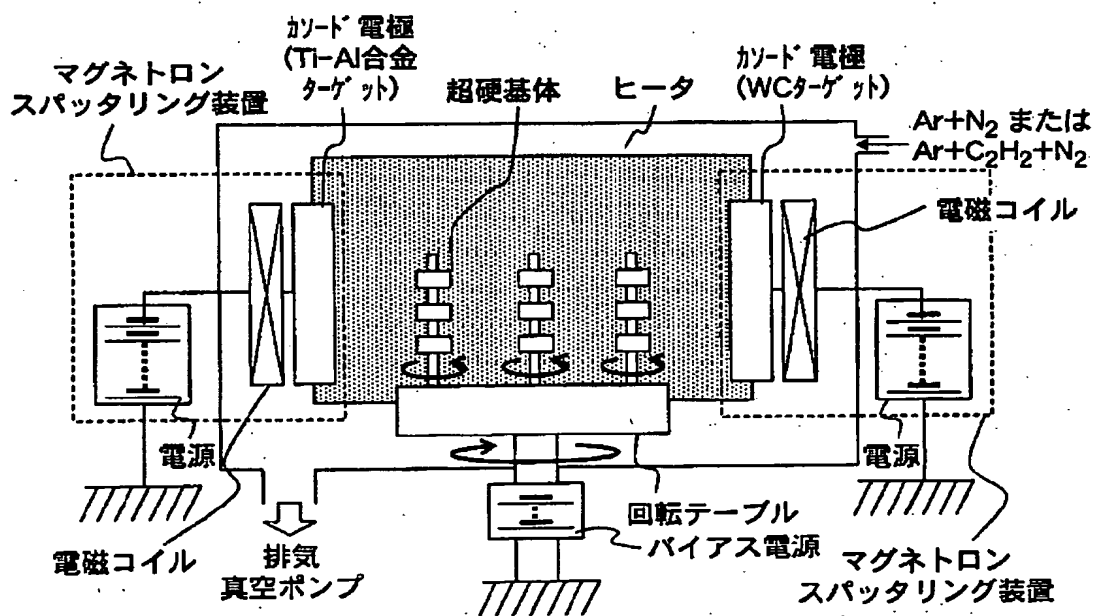 カソード電極
(Ti-Al合金
ターゲット)
マグネトロン
スパッタリング装置
超硬基体
ヒータ
カソード電極
(WCターゲット)
Ar+N2 または
Ar+C2H2+N2
電磁コイル
電源
電源
電磁コイル
排気
真空ポンプ
回転テーブル
バイアス電源
マグネトロン
スパッタリング装置